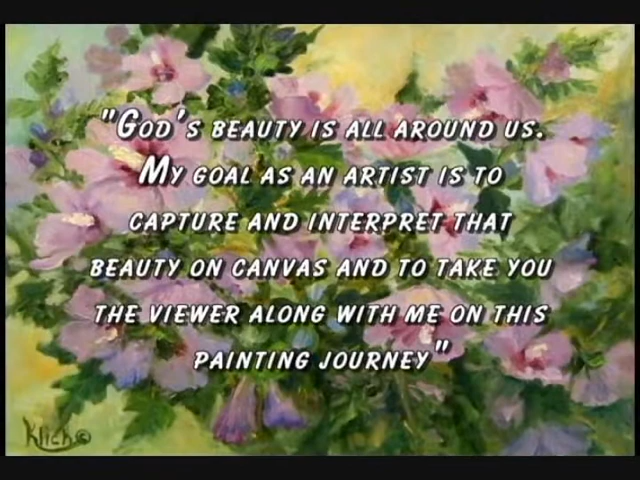 "God's beauty is all around us.
My goal as an artist is to
capture and interpret that
beauty on canvas and to take you
the viewer along with me on this
painting journey"
Klich©